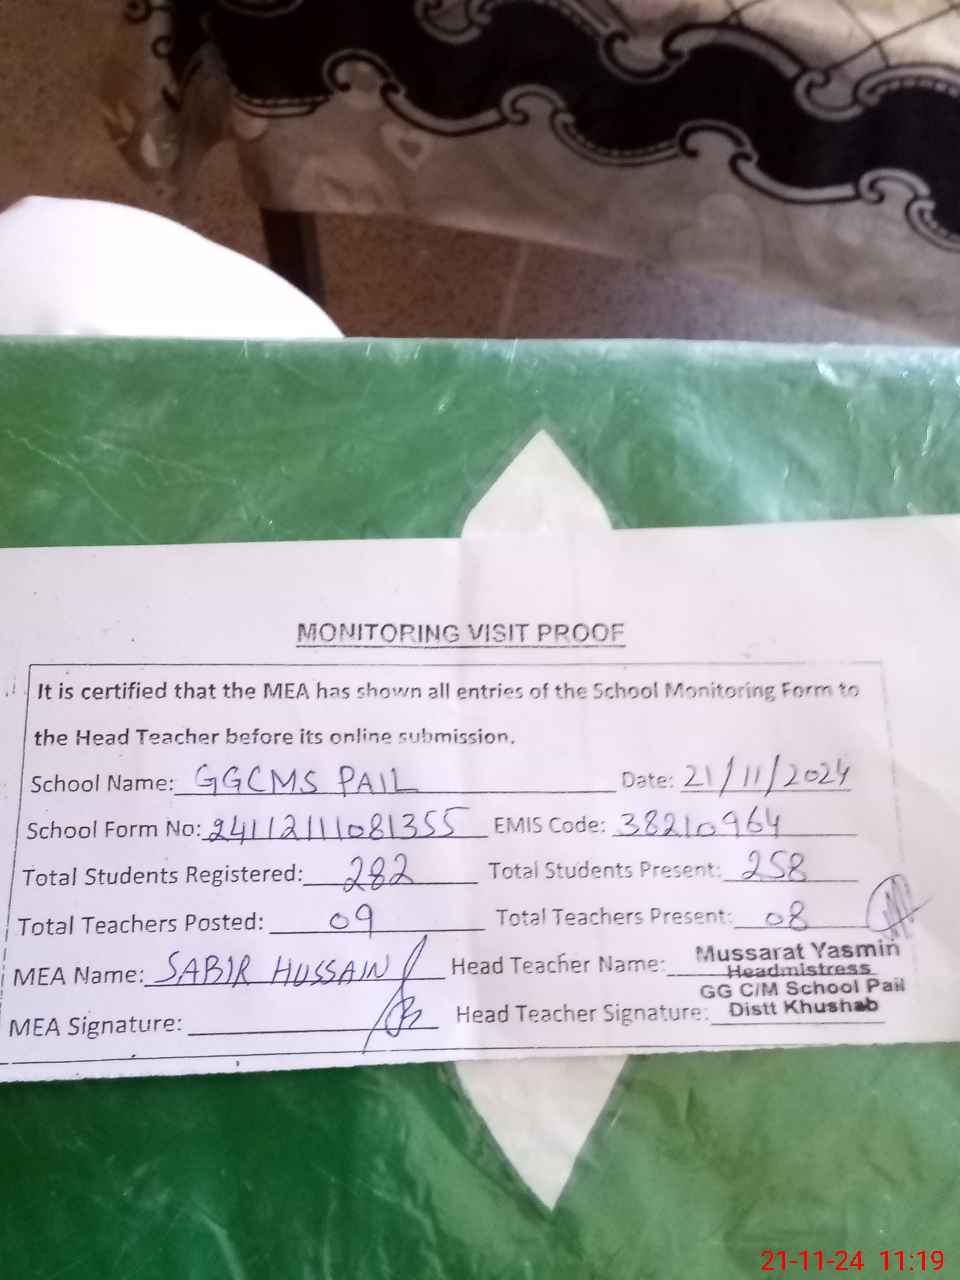 MONITORING VISIT PROOF
It is certified that the MEA has shown all entries of the School Monitoring Form to
the Head Teacher before its online submission.
School Name: GGCMS PAIL Date: 21/11/2024
School Form No: 24112111081355 EMIS Code: 38210964
Total Students Registered: 282 Total Students Present: 258
Total Teachers Posted: 09 Total Teachers Present: 08
MEA Name: SABIR HUSSAIN Head Teacher Name: Mussarat Yasmin
Headmistress
GG C/M School Pail
MEA Signature: Head Teacher Signature: Distt Khushab
21-11-24 11:19